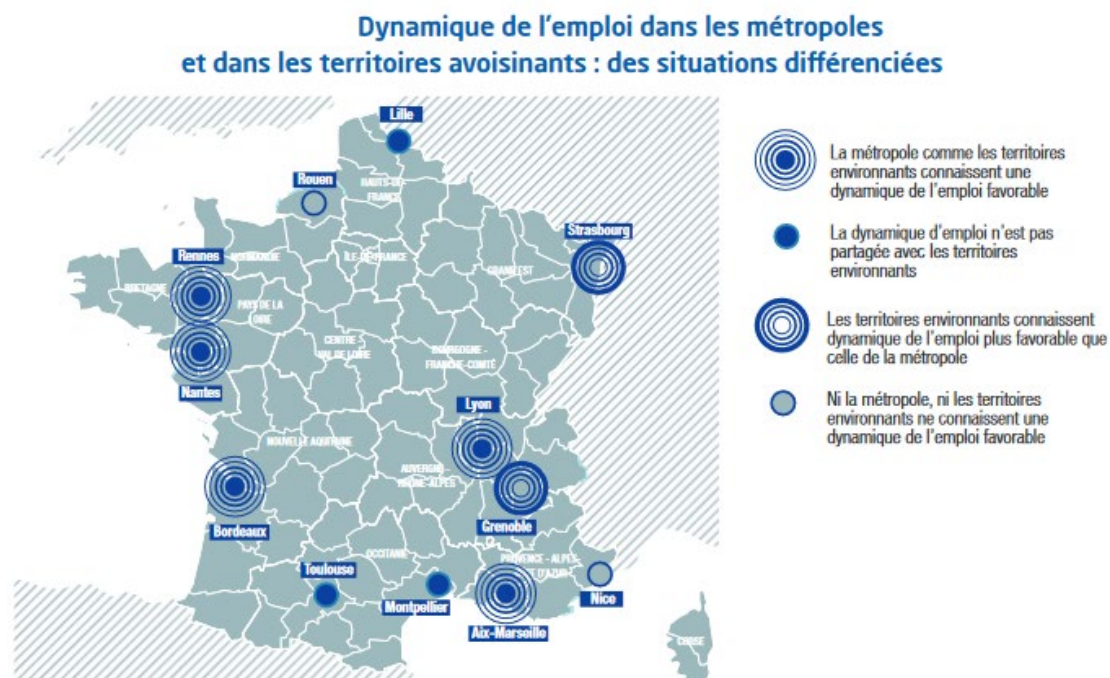 Dynamique de l'emploi dans les métropoles
et dans les territoires avoisinants : des situations différenciées
Lille
Rouen
HAUTS-DE-
FRANCE
Strasbourg
Rennes
NORMANDIE
ÎLE-DE-FRANCE
GRAND EST
BRETAGNE
PAYS DE LA
LOIRE
CENTRE -
VAL DE LOIRE
BOURGOGNE -
FRANCHE-COMTÉ
Nantes
Lyon
NOUVELLE AQUITAINE
AUVERGNE -
RHÔNE-ALPES
Bordeaux
Grenoble
OCCITANIE
PROVENCE - ALPES
D'AZUR
Toulouse
Montpellier
Nice
Aix-Marseille
CORSE
La métropole comme les territoires
environnants connaissent une
dynamique de l'emploi favorable
La dynamique d'emploi n'est pas
partagée avec les territoires
environnants
Les territoires environnants connaissent
dynamique de l'emploi plus favorable que
celle de la métropole
Ni la métropole, ni les territoires
environnants ne connaissent une
dynamique de l'emploi favorable